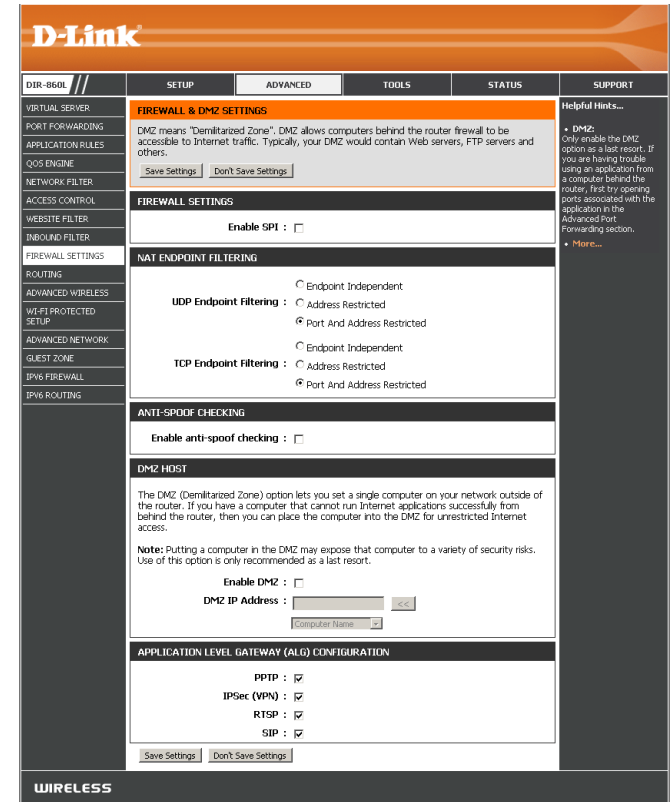 D-Link
DIR-860L //
SETUP
ADVANCED
TOOLS
STATUS
SUPPORT
VIRTUAL SERVER
PORT FORWARDING
APPLICATION RULES
QOS ENGINE
NETWORK FILTER
ACCESS CONTROL
WEBSITE FILTER
INBOUND FILTER
FIREWALL SETTINGS
ROUTING
ADVANCED WIRELESS
WI-FI PROTECTED
SETUP
ADVANCED NETWORK
GUEST ZONE
IPV6 FIREWALL
IPV6 ROUTING
FIREWALL & DMZ SETTINGS
DMZ means "Demilitarized Zone". DMZ allows computers behind the router firewall to be
accessible to Internet traffic. Typically, your DMZ would contain Web servers, FTP servers and
others.
Save Settings Don't Save Settings
FIREWALL SETTINGS
Enable SPI :
NAT ENDPOINT FILTERING
UDP Endpoint Filtering :
Endpoint Independent
Address Restricted
Port And Address Restricted
TCP Endpoint Filtering :
Endpoint Independent
Address Restricted
Port And Address Restricted
ANTI-SPOOF CHECKING
Enable anti-spoof checking :
DMZ HOST
The DMZ (Demilitarized Zone) option lets you set a single computer on your network outside of
the router. If you have a computer that cannot run Internet applications successfully from
behind the router, then you can place the computer into the DMZ for unrestricted Internet
access.
Note: Putting a computer in the DMZ may expose that computer to a variety of security risks.
Use of this option is only recommended as a last resort.
Enable DMZ :
DMZ IP Address :
<<
Computer Name
APPLICATION LEVEL GATEWAY (ALG) CONFIGURATION
PPTP :
IPSec (VPN) :
RTSP :
SIP :
Save Settings Don't Save Settings
Helpful Hints...
• DMZ:
Only enable the DMZ
option as a last resort. If
you are having trouble
using an application from
a computer behind the
router, first try opening
ports associated with the
application in the
Advanced Port
Forwarding section.
• More...
WIRELESS